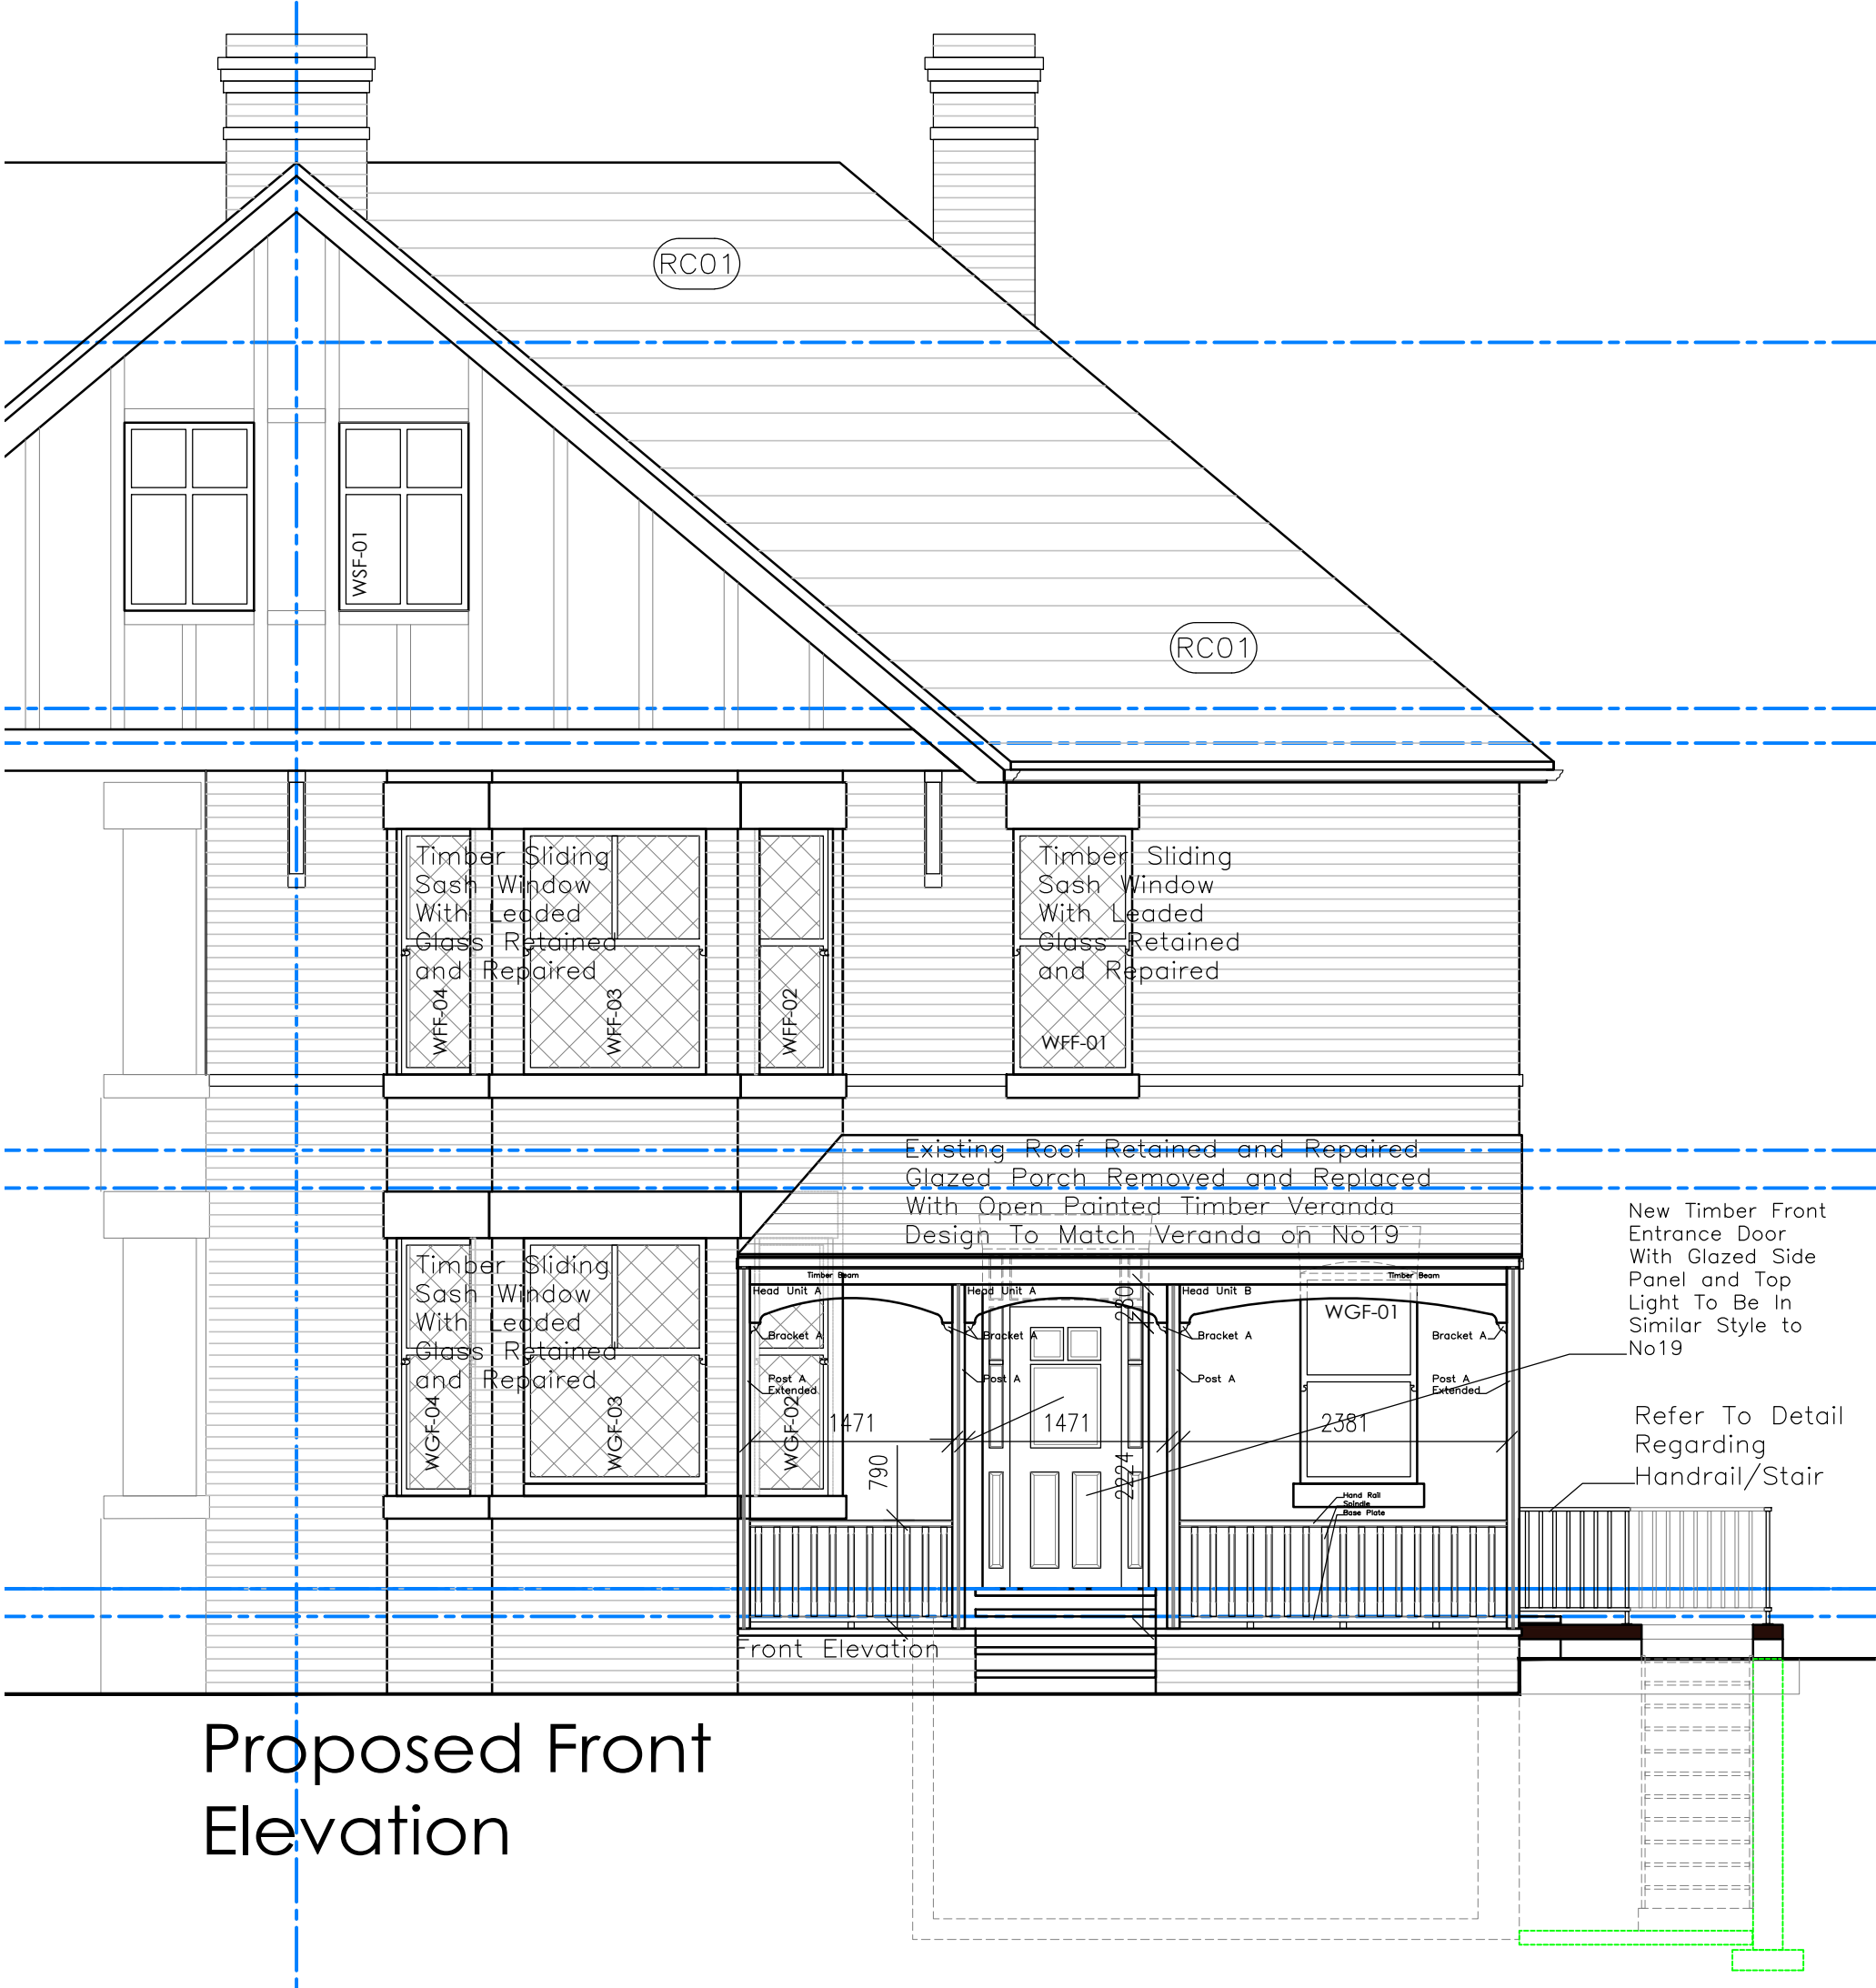 RC01
WSF-01
RC01
Timber Sliding
Sash Window
With Leaded
Glass Retained
and Repaired
WFF-04
WFF-03
WFF-02
Timber Sliding
Sash Window
With Leaded
Glass Retained
and Repaired
WFF-01
Existing Roof Retained and Repaired
Glazed Porch Removed and Replaced
With Open Painted Timber Veranda
Design To Match Veranda on No19
New Timber Front
Entrance Door
With Glazed Side
Panel and Top
Light To Be In
Similar Style to
No19
Timber Sliding
Sash Window
With Leaded
Glass Retained
and Repaired
WGF-04
WGF-03
WGF-02
Timber Beam
Timber Beam
Head Unit A
Head Unit A
Head Unit B
280
WGF-01
Bracket A
Bracket A
Bracket A
Bracket A
Post A
Extended
Post A
Post A
Post A
Extended
1471
1471
2381
790
2224
Hand Rail
Spindle
Base Plate
Refer To Detail
Regarding
Handrail/Stair
Front Elevation
Proposed Front
Elevation